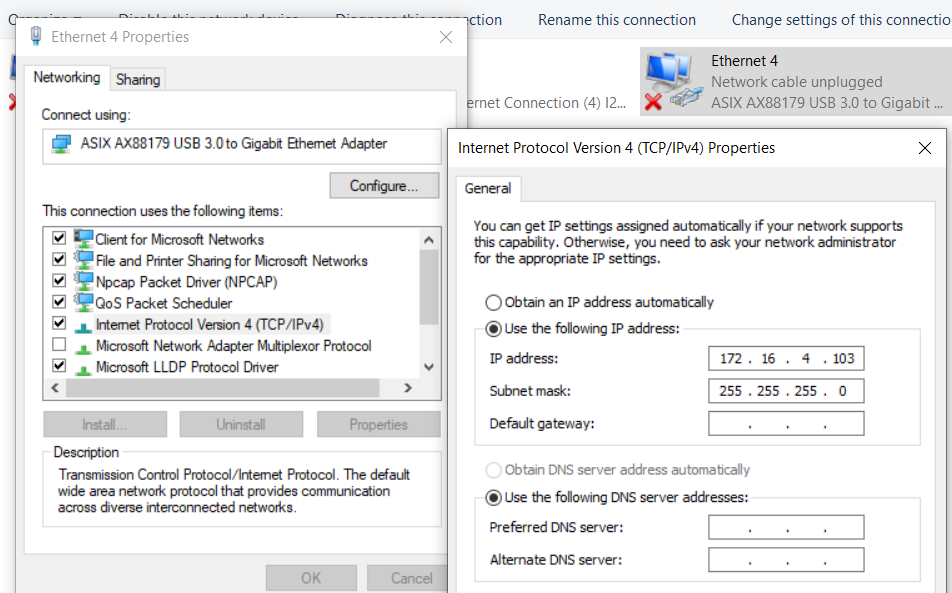 connection
Rename this connection
Change settings of this connectio
Ethernet 4 Properties
Networking
Sharing
Connect using:
ASIX AX88179 USB 3.0 to Gigabit Ethernet Adapter
Configure...
This connection uses the following items:
Client for Microsoft Networks
File and Printer Sharing for Microsoft Networks
Npcap Packet Driver (NPCAP)
QoS Packet Scheduler
Internet Protocol Version 4 (TCP/IPv4)
Microsoft Network Adapter Multiplexor Protocol
Microsoft LLDP Protocol Driver
Install...
Uninstall
Properties
Description
Transmission Control Protocol/Internet Protocol. The default
wide area network protocol that provides communication
across diverse interconnected networks.
OK
Cancel
ernet Connection (4) I2...
Ethernet 4
Network cable unplugged
ASIX AX88179 USB 3.0 to Gigabit ...
Internet Protocol Version 4 (TCP/IPv4) Properties
General
You can get IP settings assigned automatically if your network supports
this capability. Otherwise, you need to ask your network administrator
for the appropriate IP settings.
Obtain an IP address automatically
Use the following IP address:
IP address:
172 . 16 . 4 . 103
Subnet mask:
255 . 255 . 255 . 0
Default gateway:
. . .
Obtain DNS server address automatically
Use the following DNS server addresses:
Preferred DNS server:
. . .
Alternate DNS server:
. . .